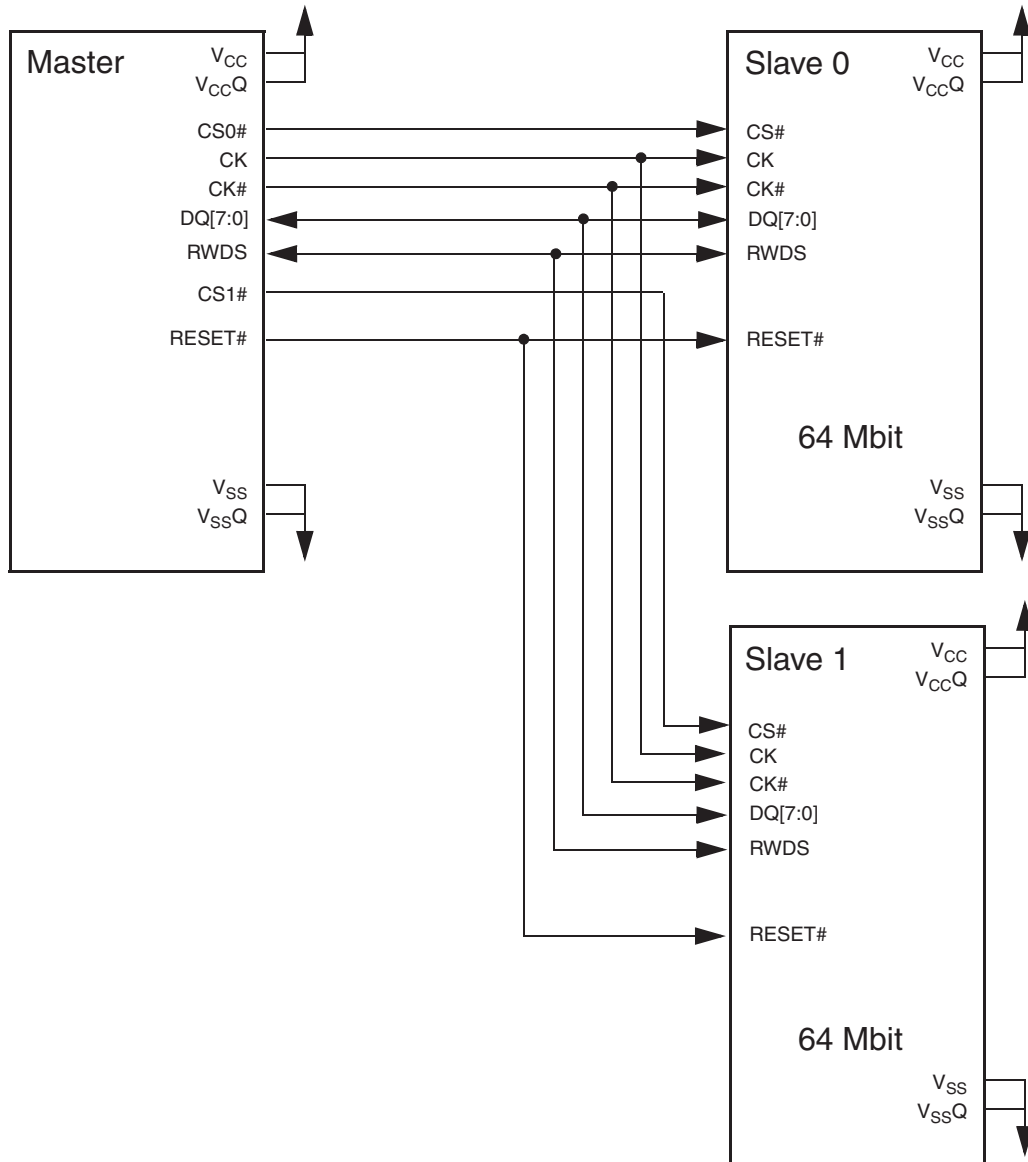 Master
VCC
VCCQ
CS0#
CK
CK#
DQ[7:0]
RWDS
CS1#
RESET#
VSS
VSSQ
Slave 0
VCC
VCCQ
CS#
CK
CK#
DQ[7:0]
RWDS
RESET#
64 Mbit
VSS
VSSQ
Slave 1
VCC
VCCQ
CS#
CK
CK#
DQ[7:0]
RWDS
RESET#
64 Mbit
VSS
VSSQ